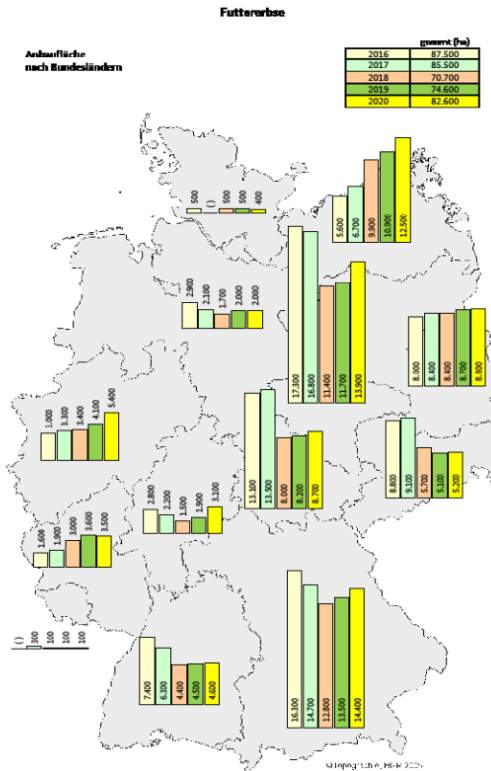 Futtererbse
Anbaufläche
nach Bundesländern
gesamt (ha)
2016 87.500
2017 85.500
2018 70.700
2019 74.600
2020 82.600
500 () 500 500 400
5.600 6.700 9.900 10.900 12.500
2.900 2.100 1.700 2.000 2.000
17.300 16.800 11.400 11.700 13.900
8.000 8.400 8.400 8.700 8.800
3.000 3.300 3.400 4.100 5.400
13.100 13.500 8.000 8.200 8.700
8.800 9.100 5.700 5.100 5.200
2.800 2.200 1.500 1.900 3.100
1.600 1.900 3.000 3.600 3.500
() 300 100 100 100
7.400 6.300 4.400 4.500 4.600
16.300 14.700 12.800 13.500 14.400